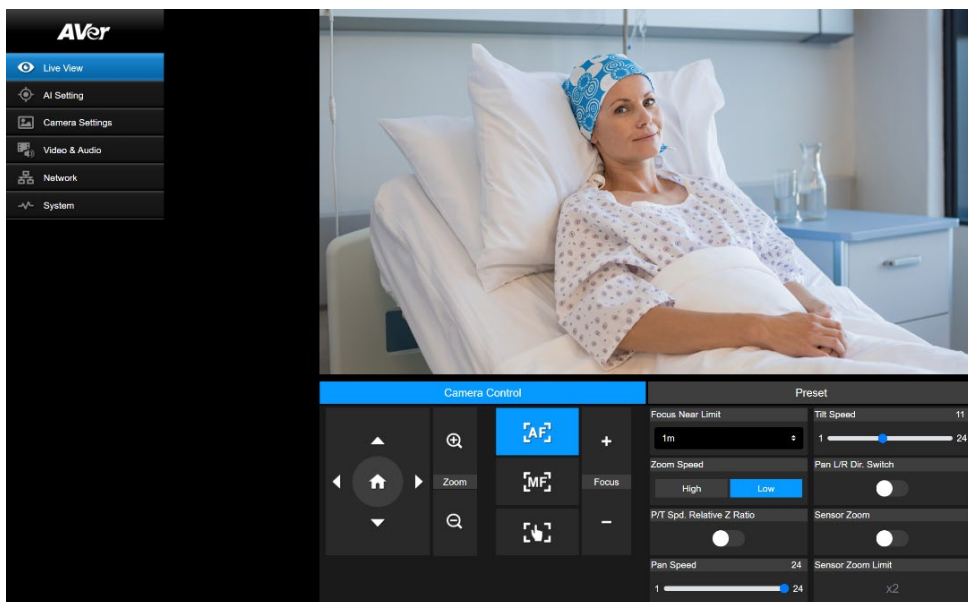 AVer
Live View
AI Setting
Camera Settings
Video & Audio
Network
System
Camera Control
Preset
Zoom
AF
MF
+
Focus
−
Focus Near Limit
1m
Tilt Speed 11
1 24
Zoom Speed
High Low
Pan L/R Dir. Switch
P/T Spd. Relative Z Ratio
Sensor Zoom
Pan Speed 24
1 24
Sensor Zoom Limit
x2